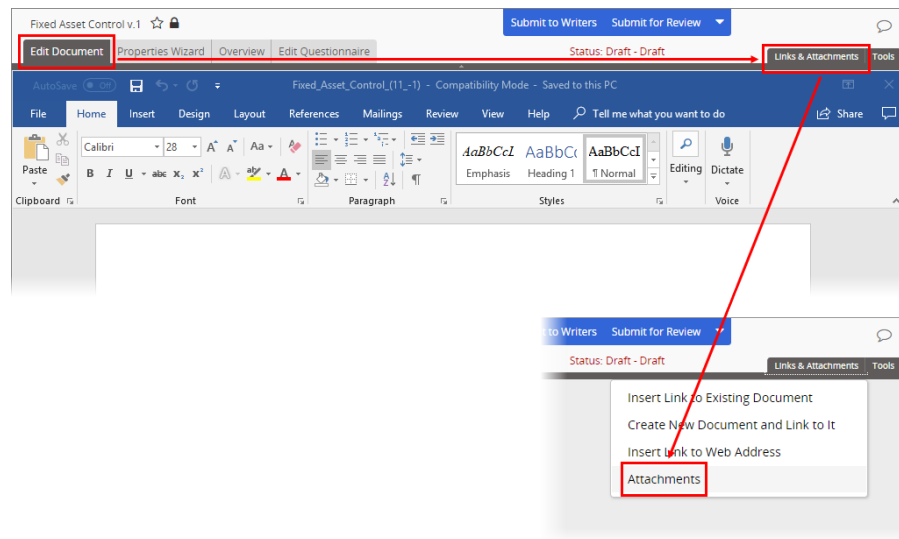 Fixed Asset Control v.1
Submit to Writers Submit for Review
Edit Document Properties Wizard Overview Edit Questionnaire
Status: Draft - Draft
Links & Attachments Tools
AutoSave Off Fixed_Asset_Control_(11_-1) - Compatibility Mode - Saved to this PC
File Home Insert Design Layout References Mailings Review View Help Tell me what you want to do Share
Paste Calibri 28 A A Aa
B I U abc X₂ X² A aby A
AaBbCcI AaBbCc AaBbCcI
Emphasis Heading 1 ¶ Normal
Editing Dictate
Clipboard Font Paragraph Styles Voice
to Writers Submit for Review
Status: Draft - Draft
Links & Attachments Tools
Insert Link to Existing Document
Create New Document and Link to It
Insert Link to Web Address
Attachments